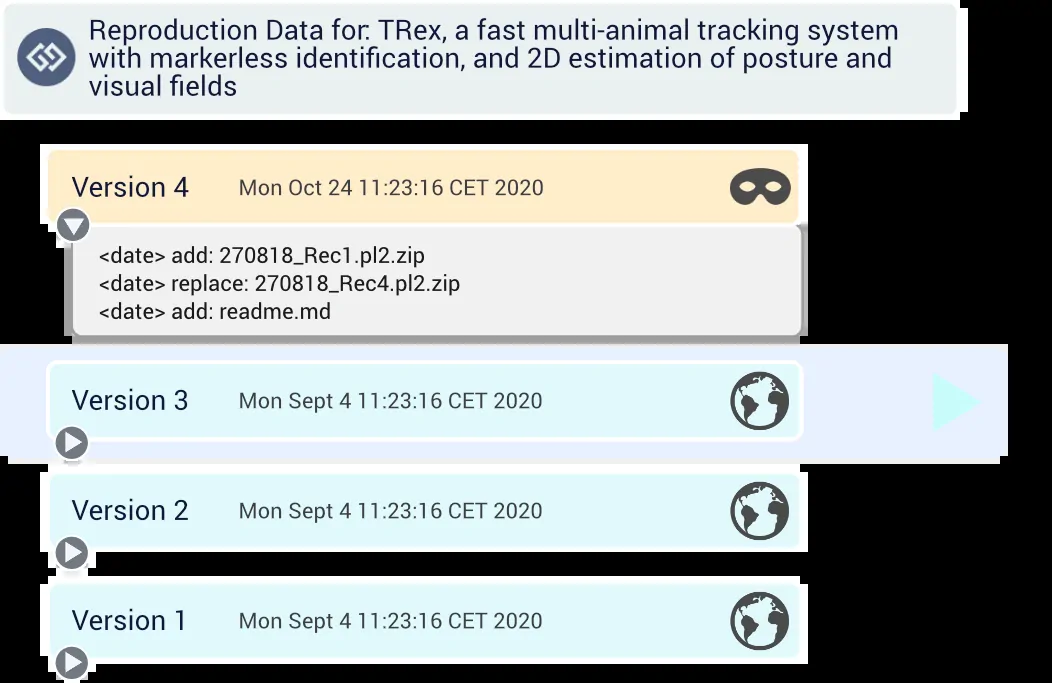 Reproduction Data for: TRex, a fast multi-animal tracking system
with markerless identification, and 2D estimation of posture and
visual fields
Version 4 Mon Oct 24 11:23:16 CET 2020
<date> add: 270818_Rec1.pl2.zip
<date> replace: 270818_Rec4.pl2.zip
<date> add: readme.md
Version 3 Mon Sept 4 11:23:16 CET 2020
Version 2 Mon Sept 4 11:23:16 CET 2020
Version 1 Mon Sept 4 11:23:16 CET 2020